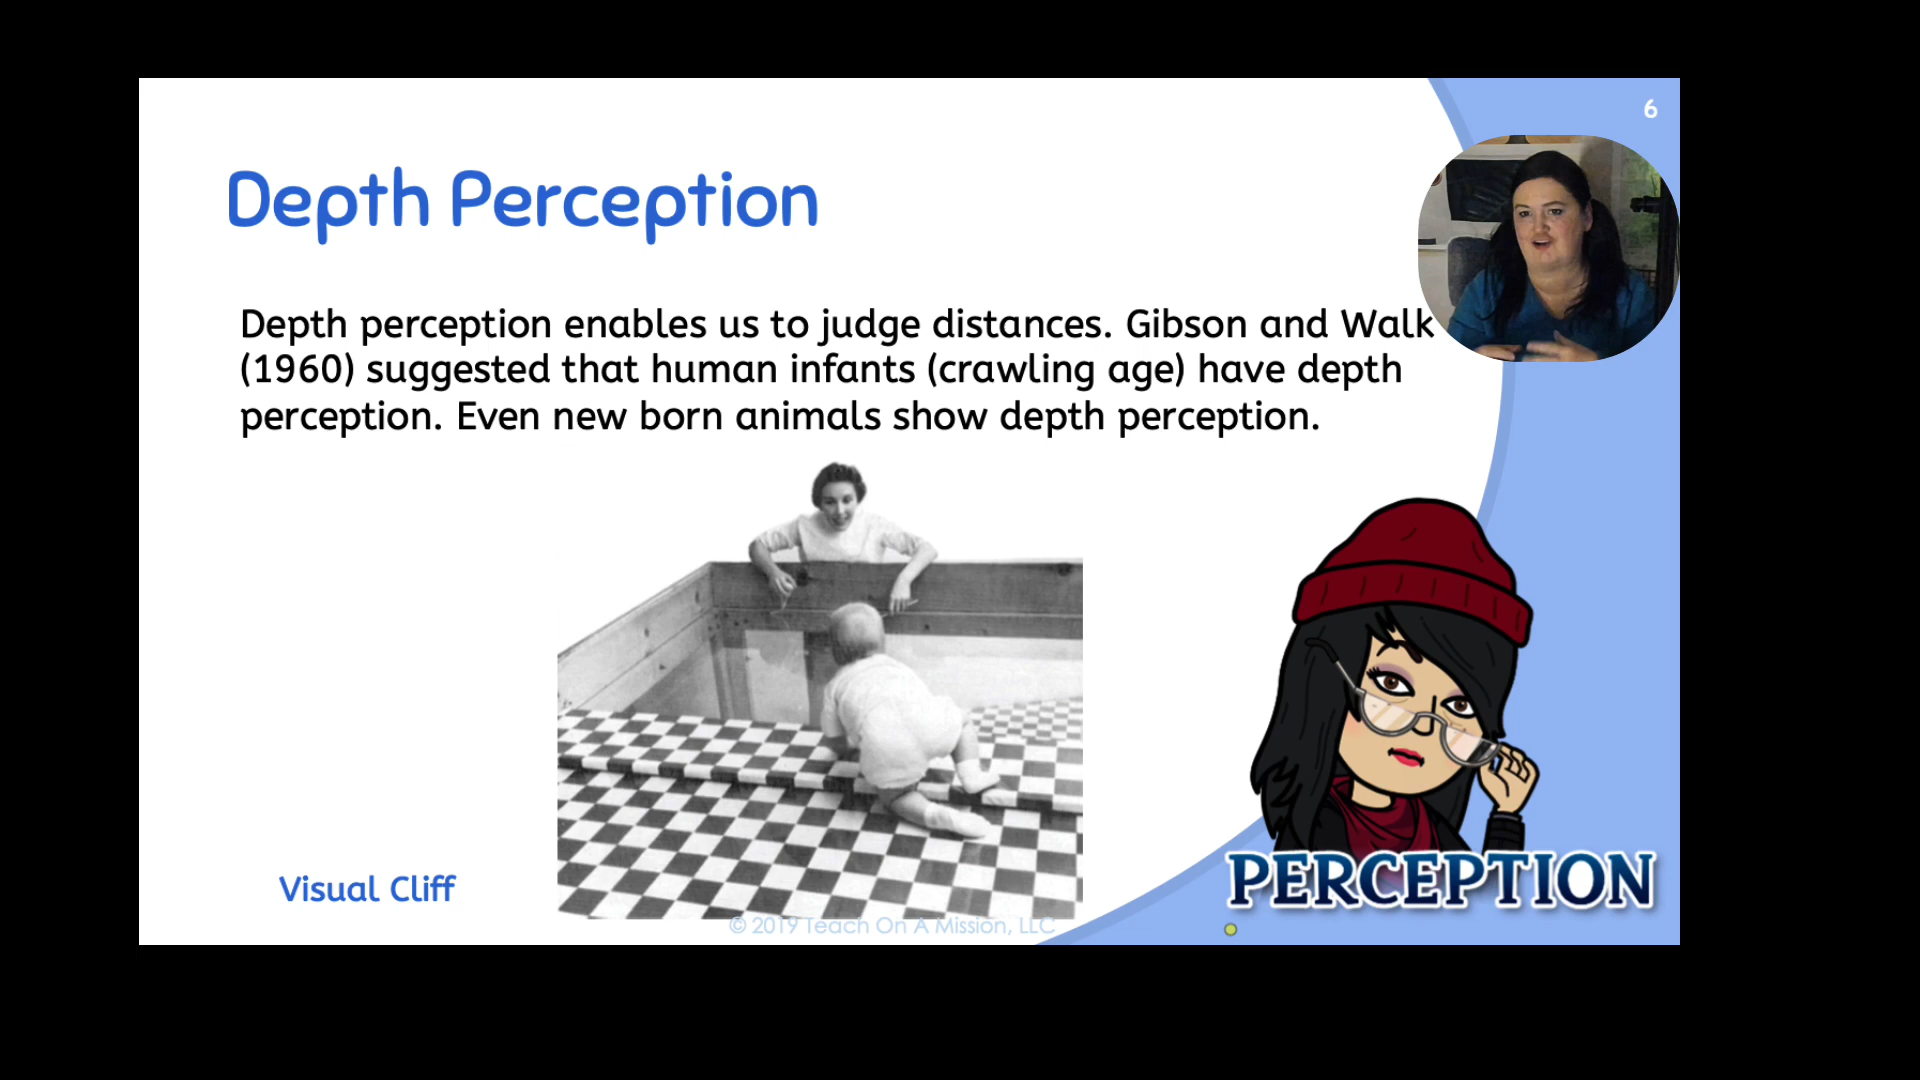 6
Depth Perception
Depth perception enables us to judge distances. Gibson and Walk
(1960) suggested that human infants (crawling age) have depth
perception. Even new born animals show depth perception.
Visual Cliff
PERCEPTION
© 2019 Teach On A Mission, LLC